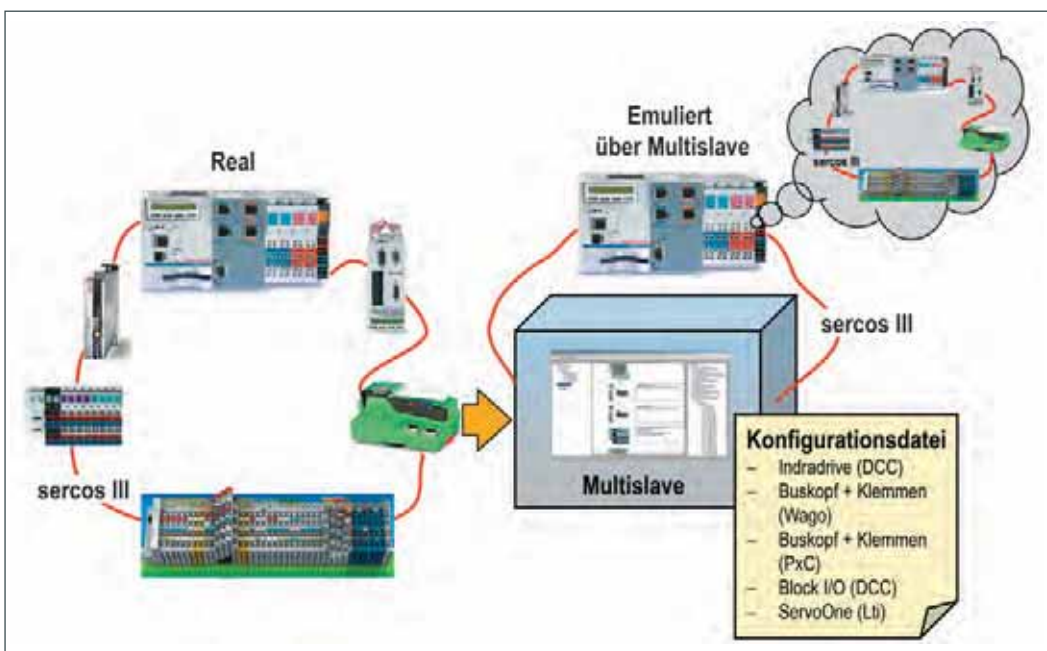 Real
Emuliert
über Multislave
sercos III
sercos III
sercos III
Multislave
Konfigurationsdatei
– Indradrive (DCC)
– Buskopf + Klemmen
(Wago)
– Buskopf + Klemmen
(PxC)
– Block I/O (DCC)
– ServoOne (Lti)